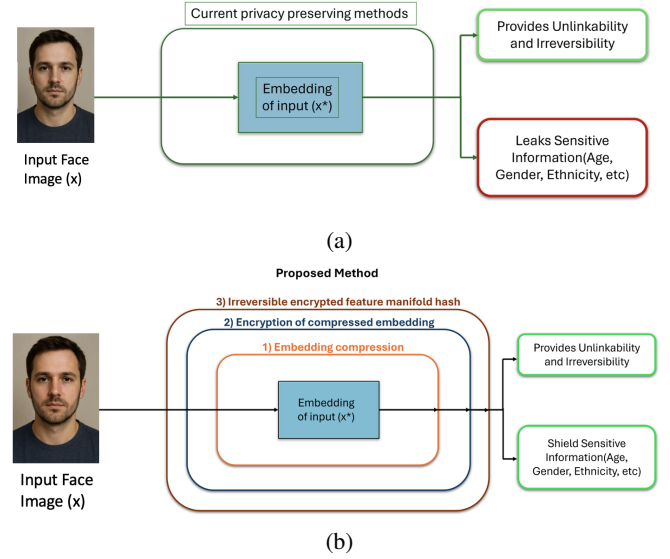 Current privacy preserving methods
Provides Unlinkability
and Irreversibility
Embedding
of input (x*)
Input Face
Image (x)
Leaks Sensitive
Information(Age,
Gender, Ethnicity, etc)
(a)
Proposed Method
3) Irreversible encrypted feature manifold hash
2) Encryption of compressed embedding
1) Embedding compression
Embedding
of input (x*)
Provides Unlinkability
and Irreversibility
Shield Sensitive
Information(Age,
Gender, Ethnicity, etc)
Input Face
Image (x)
(b)